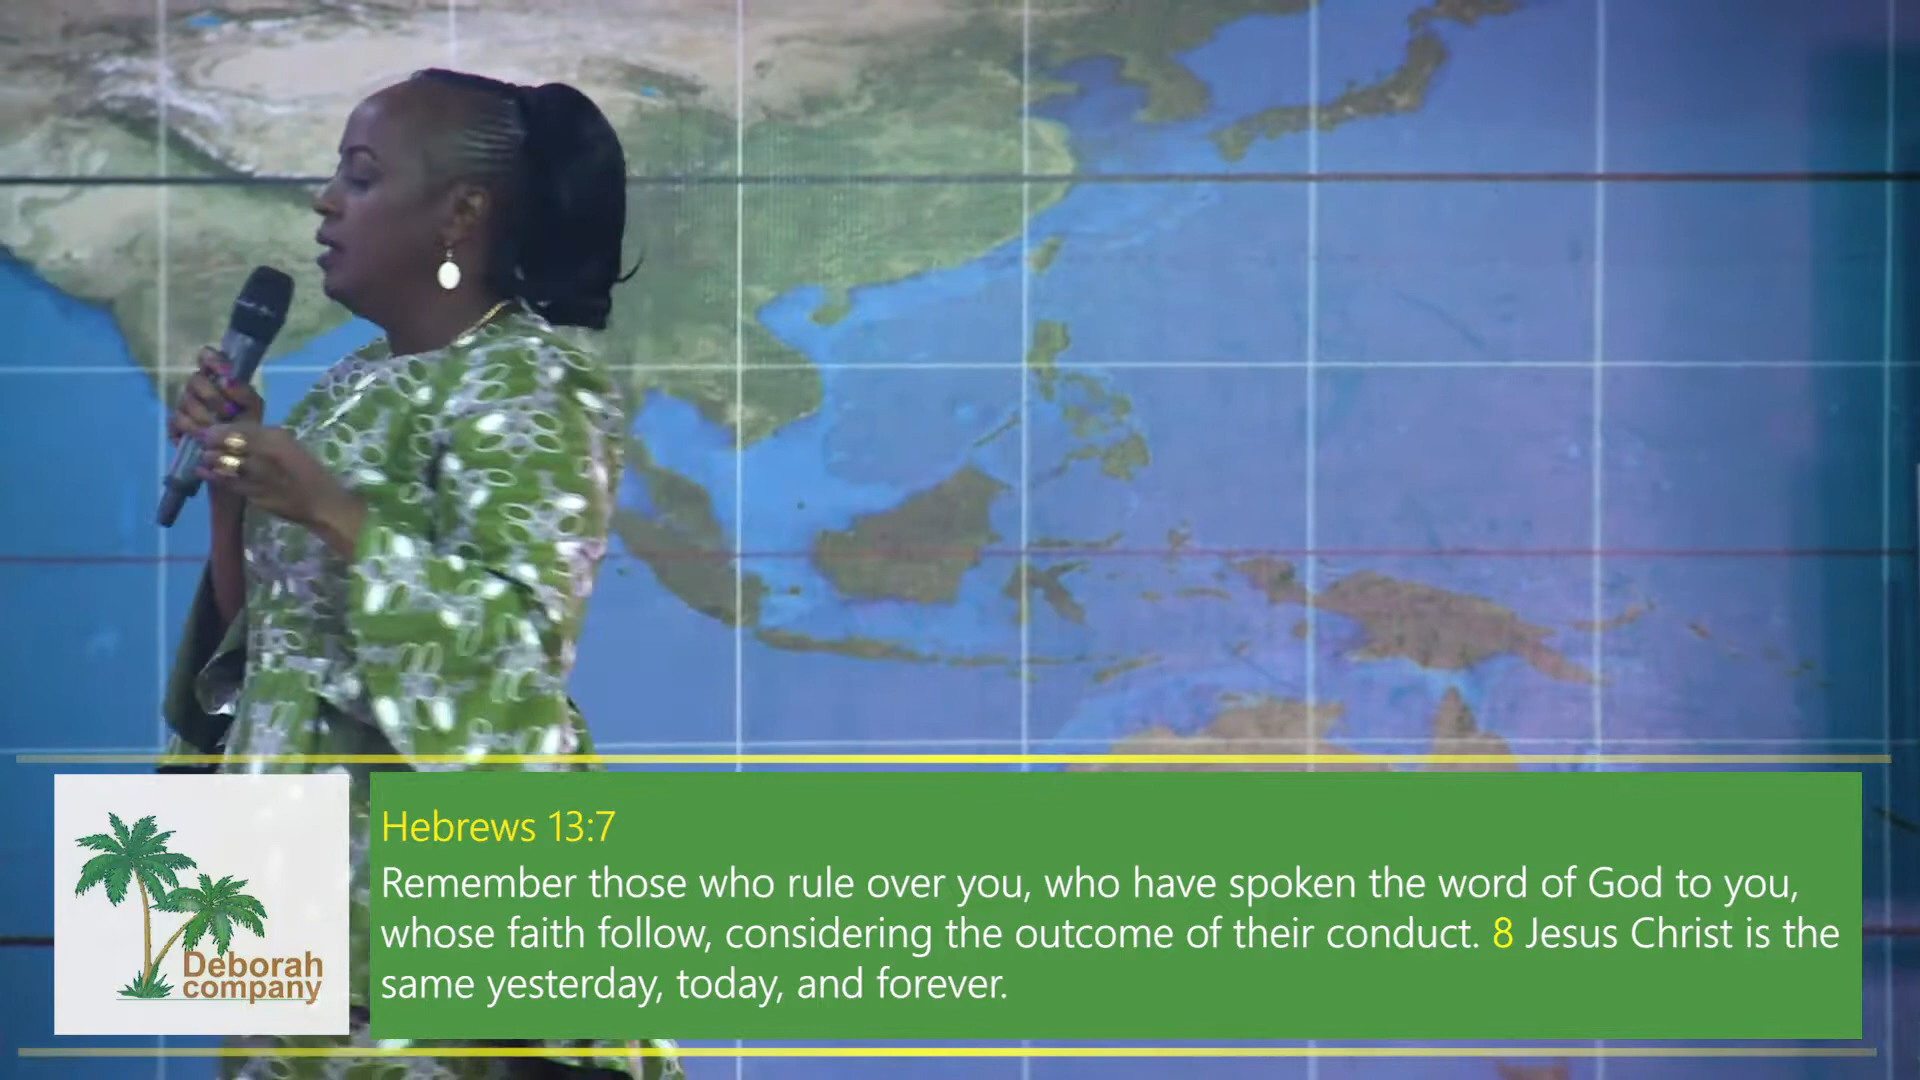 Hebrews 13:7
Remember those who rule over you, who have spoken the word of God to you,
whose faith follow, considering the outcome of their conduct. 8 Jesus Christ is the
same yesterday, today, and forever.
Deborah
company